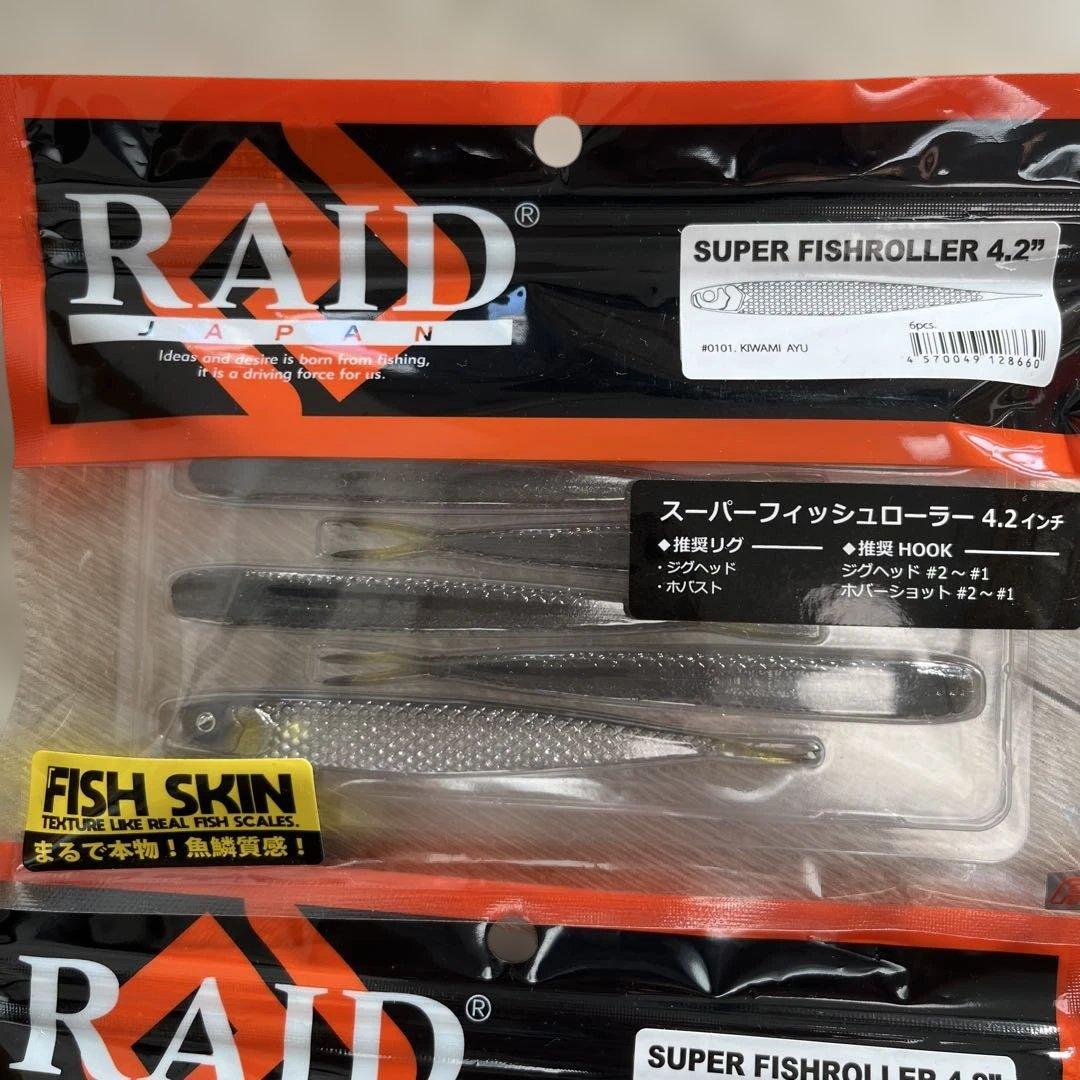 RAID®
JAPAN
Ideas and desire is born from fishing,
it is a driving force for us.
SUPER FISHROLLER 4.2”
6pcs.
#0101. KIWAMI AYU
4 570049 128660
スーパーフィッシュローラー 4.2インチ
◆推奨リグ
・ジグヘッド
・ホバスト
◆推奨 HOOK
ジグヘッド #2～#1
ホバーショット #2～#1
FISH SKIN
TEXTURE LIKE REAL FISH SCALES.
まるで本物！魚鱗質感！
RAID®
SUPER FISHROLLER 4.2”